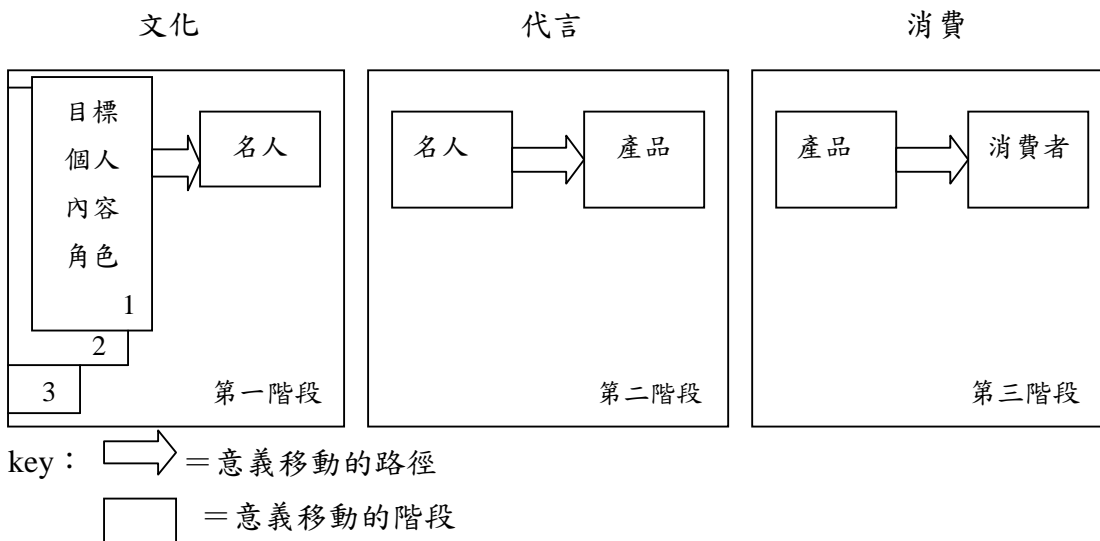 文化
代言
消費
目標
個人
內容
角色
1
2
3
名人
第一階段
名人
產品
第二階段
產品
消費者
第三階段
key：＝意義移動的路徑
＝意義移動的階段